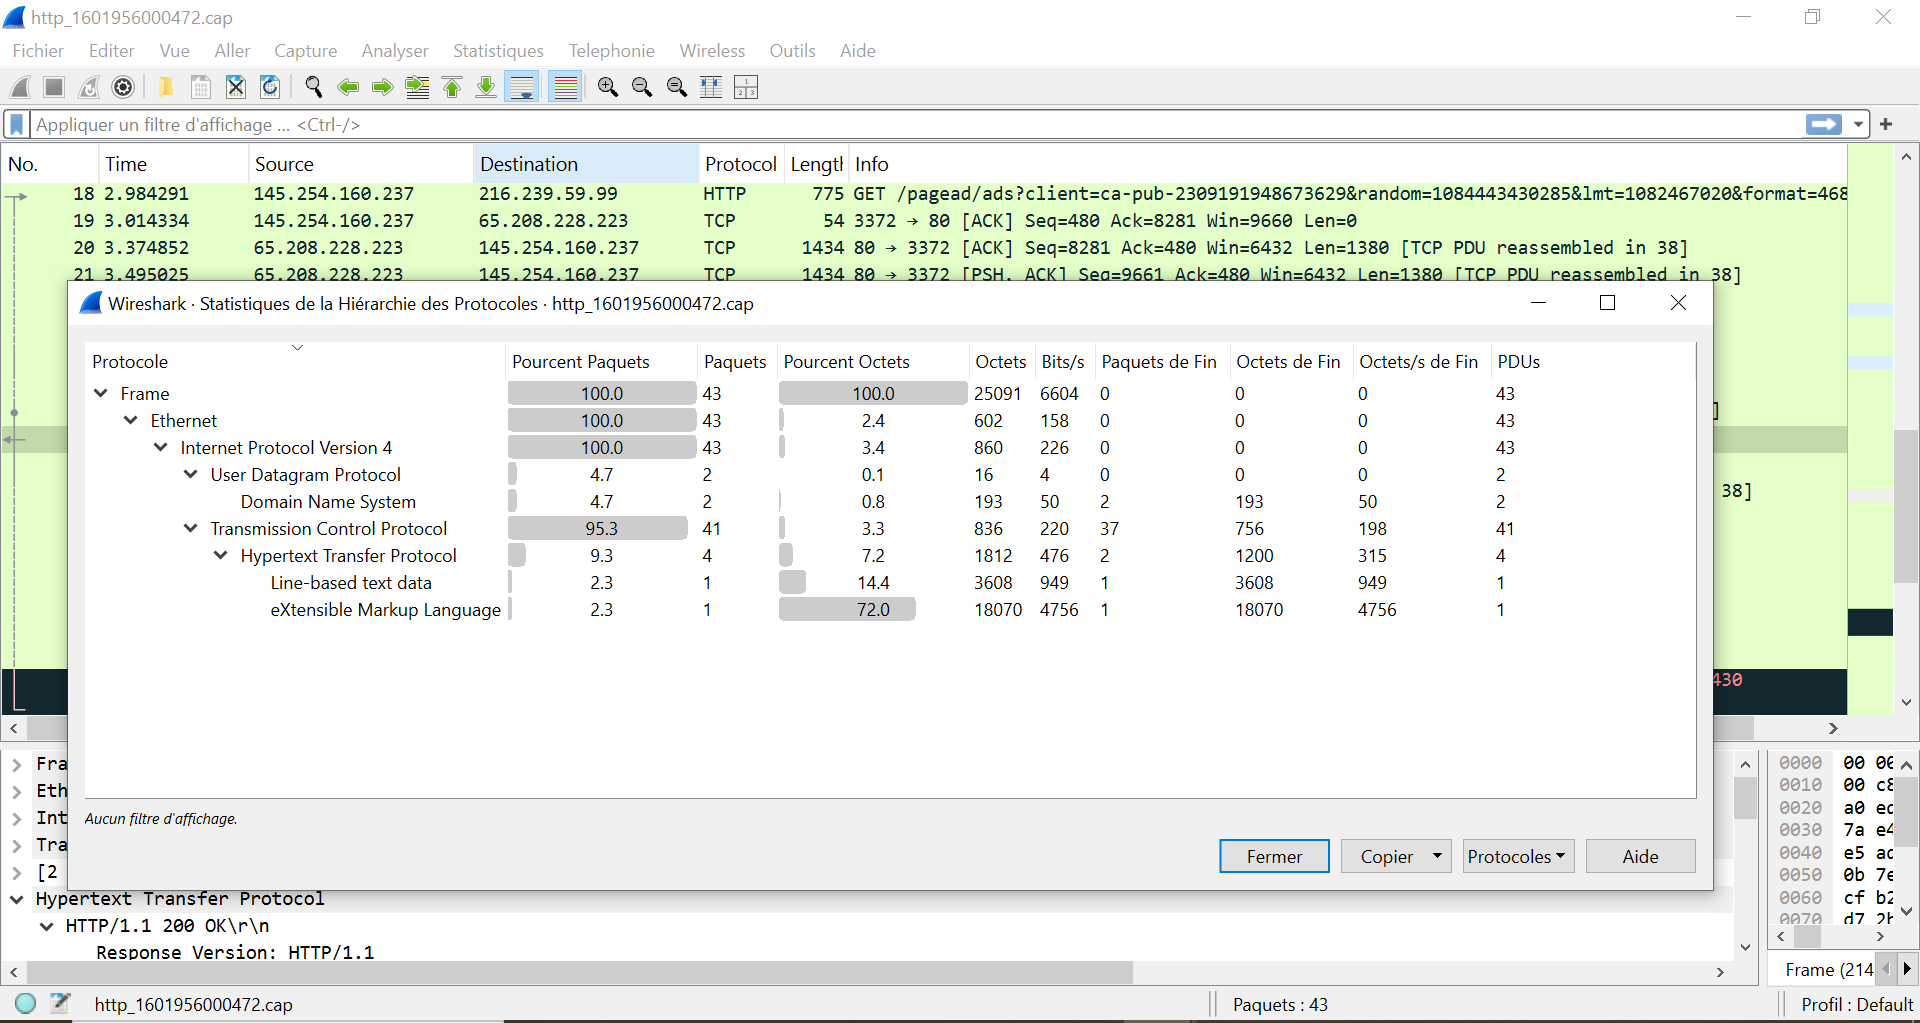 http_1601956000472.cap
Fichier Editer Vue Aller Capture Analyser Statistiques Telephonie Wireless Outils Aide
Appliquer un filtre d'affichage ... <Ctrl-/>
No. Time Source Destination Protocol Length Info
18 2.984291 145.254.160.237 216.239.59.99 HTTP 775 GET /pagead/ads?client=ca-pub-2309191948673629&random=1084443430285&lmt=1082467020&format=468
19 3.014334 145.254.160.237 65.208.228.223 TCP 54 3372 → 80 [ACK] Seq=480 Ack=8281 Win=9660 Len=0
20 3.374852 65.208.228.223 145.254.160.237 TCP 1434 80 → 3372 [ACK] Seq=8281 Ack=480 Win=6432 Len=1380 [TCP PDU reassembled in 38]
21 3.495025 65.208.228.223 145.254.160.237 TCP 1434 80 → 3372 [PSH, ACK] Seq=9661 Ack=480 Win=6432 Len=1380 [TCP PDU reassembled in 38]
Wireshark · Statistiques de la Hiérarchie des Protocoles · http_1601956000472.cap
Protocole Pourcent Paquets Paquets Pourcent Octets Octets Bits/s Paquets de Fin Octets de Fin Octets/s de Fin PDUs
Frame 100.0 43 100.0 25091 6604 0 0 0 43
Ethernet 100.0 43 2.4 602 158 0 0 0 43
]
Internet Protocol Version 4 100.0 43 3.4 860 226 0 0 0 43
User Datagram Protocol 4.7 2 0.1 16 4 0 0 0 2
38]
Domain Name System 4.7 2 0.8 193 50 2 193 50 2
Transmission Control Protocol 95.3 41 3.3 836 220 37 756 198 41
Hypertext Transfer Protocol 9.3 4 7.2 1812 476 2 1200 315 4
Line-based text data 2.3 1 14.4 3608 949 1 3608 949 1
eXtensible Markup Language 2.3 1 72.0 18070 4756 1 18070 4756 1
430
Aucun filtre d'affichage.
Fermer Copier Protocoles Aide
Fra
Eth
Int
Tra
[2
Hypertext Transfer Protocol
HTTP/1.1 200 OK\r\n
Response Version: HTTP/1.1
0000 00 00
0010 00 c8
0020 a0 ec
0030 7a e4
0040 e5 ac
0050 0b 7e
0060 cf b2
0070 d7 2b
Frame (214
http_1601956000472.cap Paquets : 43 Profil : Default